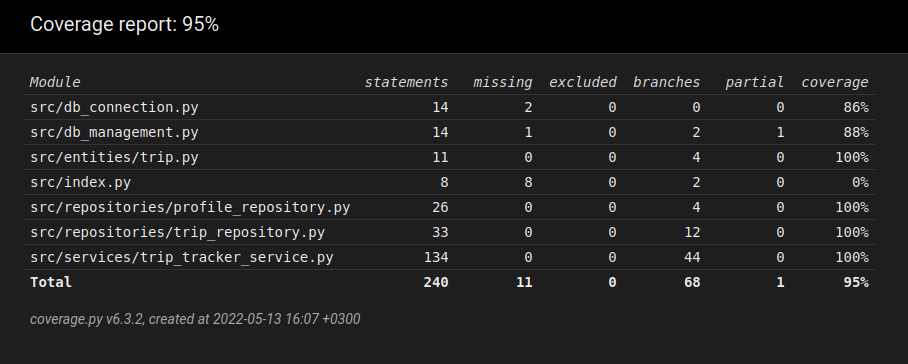 Coverage report: 95%
Module statements missing excluded branches partial coverage
src/db_connection.py 14 2 0 0 0 86%
src/db_management.py 14 1 0 2 1 88%
src/entities/trip.py 11 0 0 4 0 100%
src/index.py 8 8 0 2 0 0%
src/repositories/profile_repository.py 26 0 0 4 0 100%
src/repositories/trip_repository.py 33 0 0 12 0 100%
src/services/trip_tracker_service.py 134 0 0 44 0 100%
Total 240 11 0 68 1 95%
coverage.py v6.3.2, created at 2022-05-13 16:07 +0300